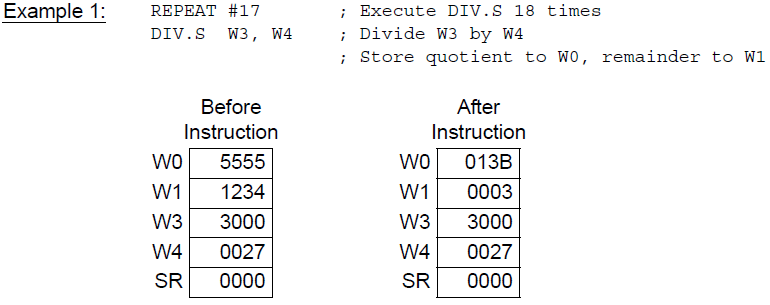 Example 1: REPEAT #17 ; Execute DIV.S 18 times
DIV.S W3, W4 ; Divide W3 by W4
; Store quotient to W0, remainder to W1
Before After
Instruction Instruction
W0 5555 W0 013B
W1 1234 W1 0003
W3 3000 W3 3000
W4 0027 W4 0027
SR 0000 SR 0000